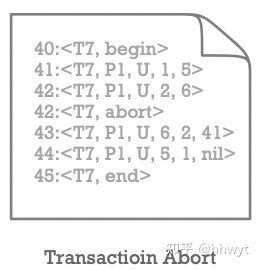 40:<T7, begin>
41:<T7, P1, U, 1, 5>
42:<T7, P1, U, 2, 6>
42:<T7, abort>
43:<T7, P1, U, 6, 2, 41>
44:<T7, P1, U, 5, 1, nil>
45:<T7, end>
知乎 @hhwyt
Transactioin Abort